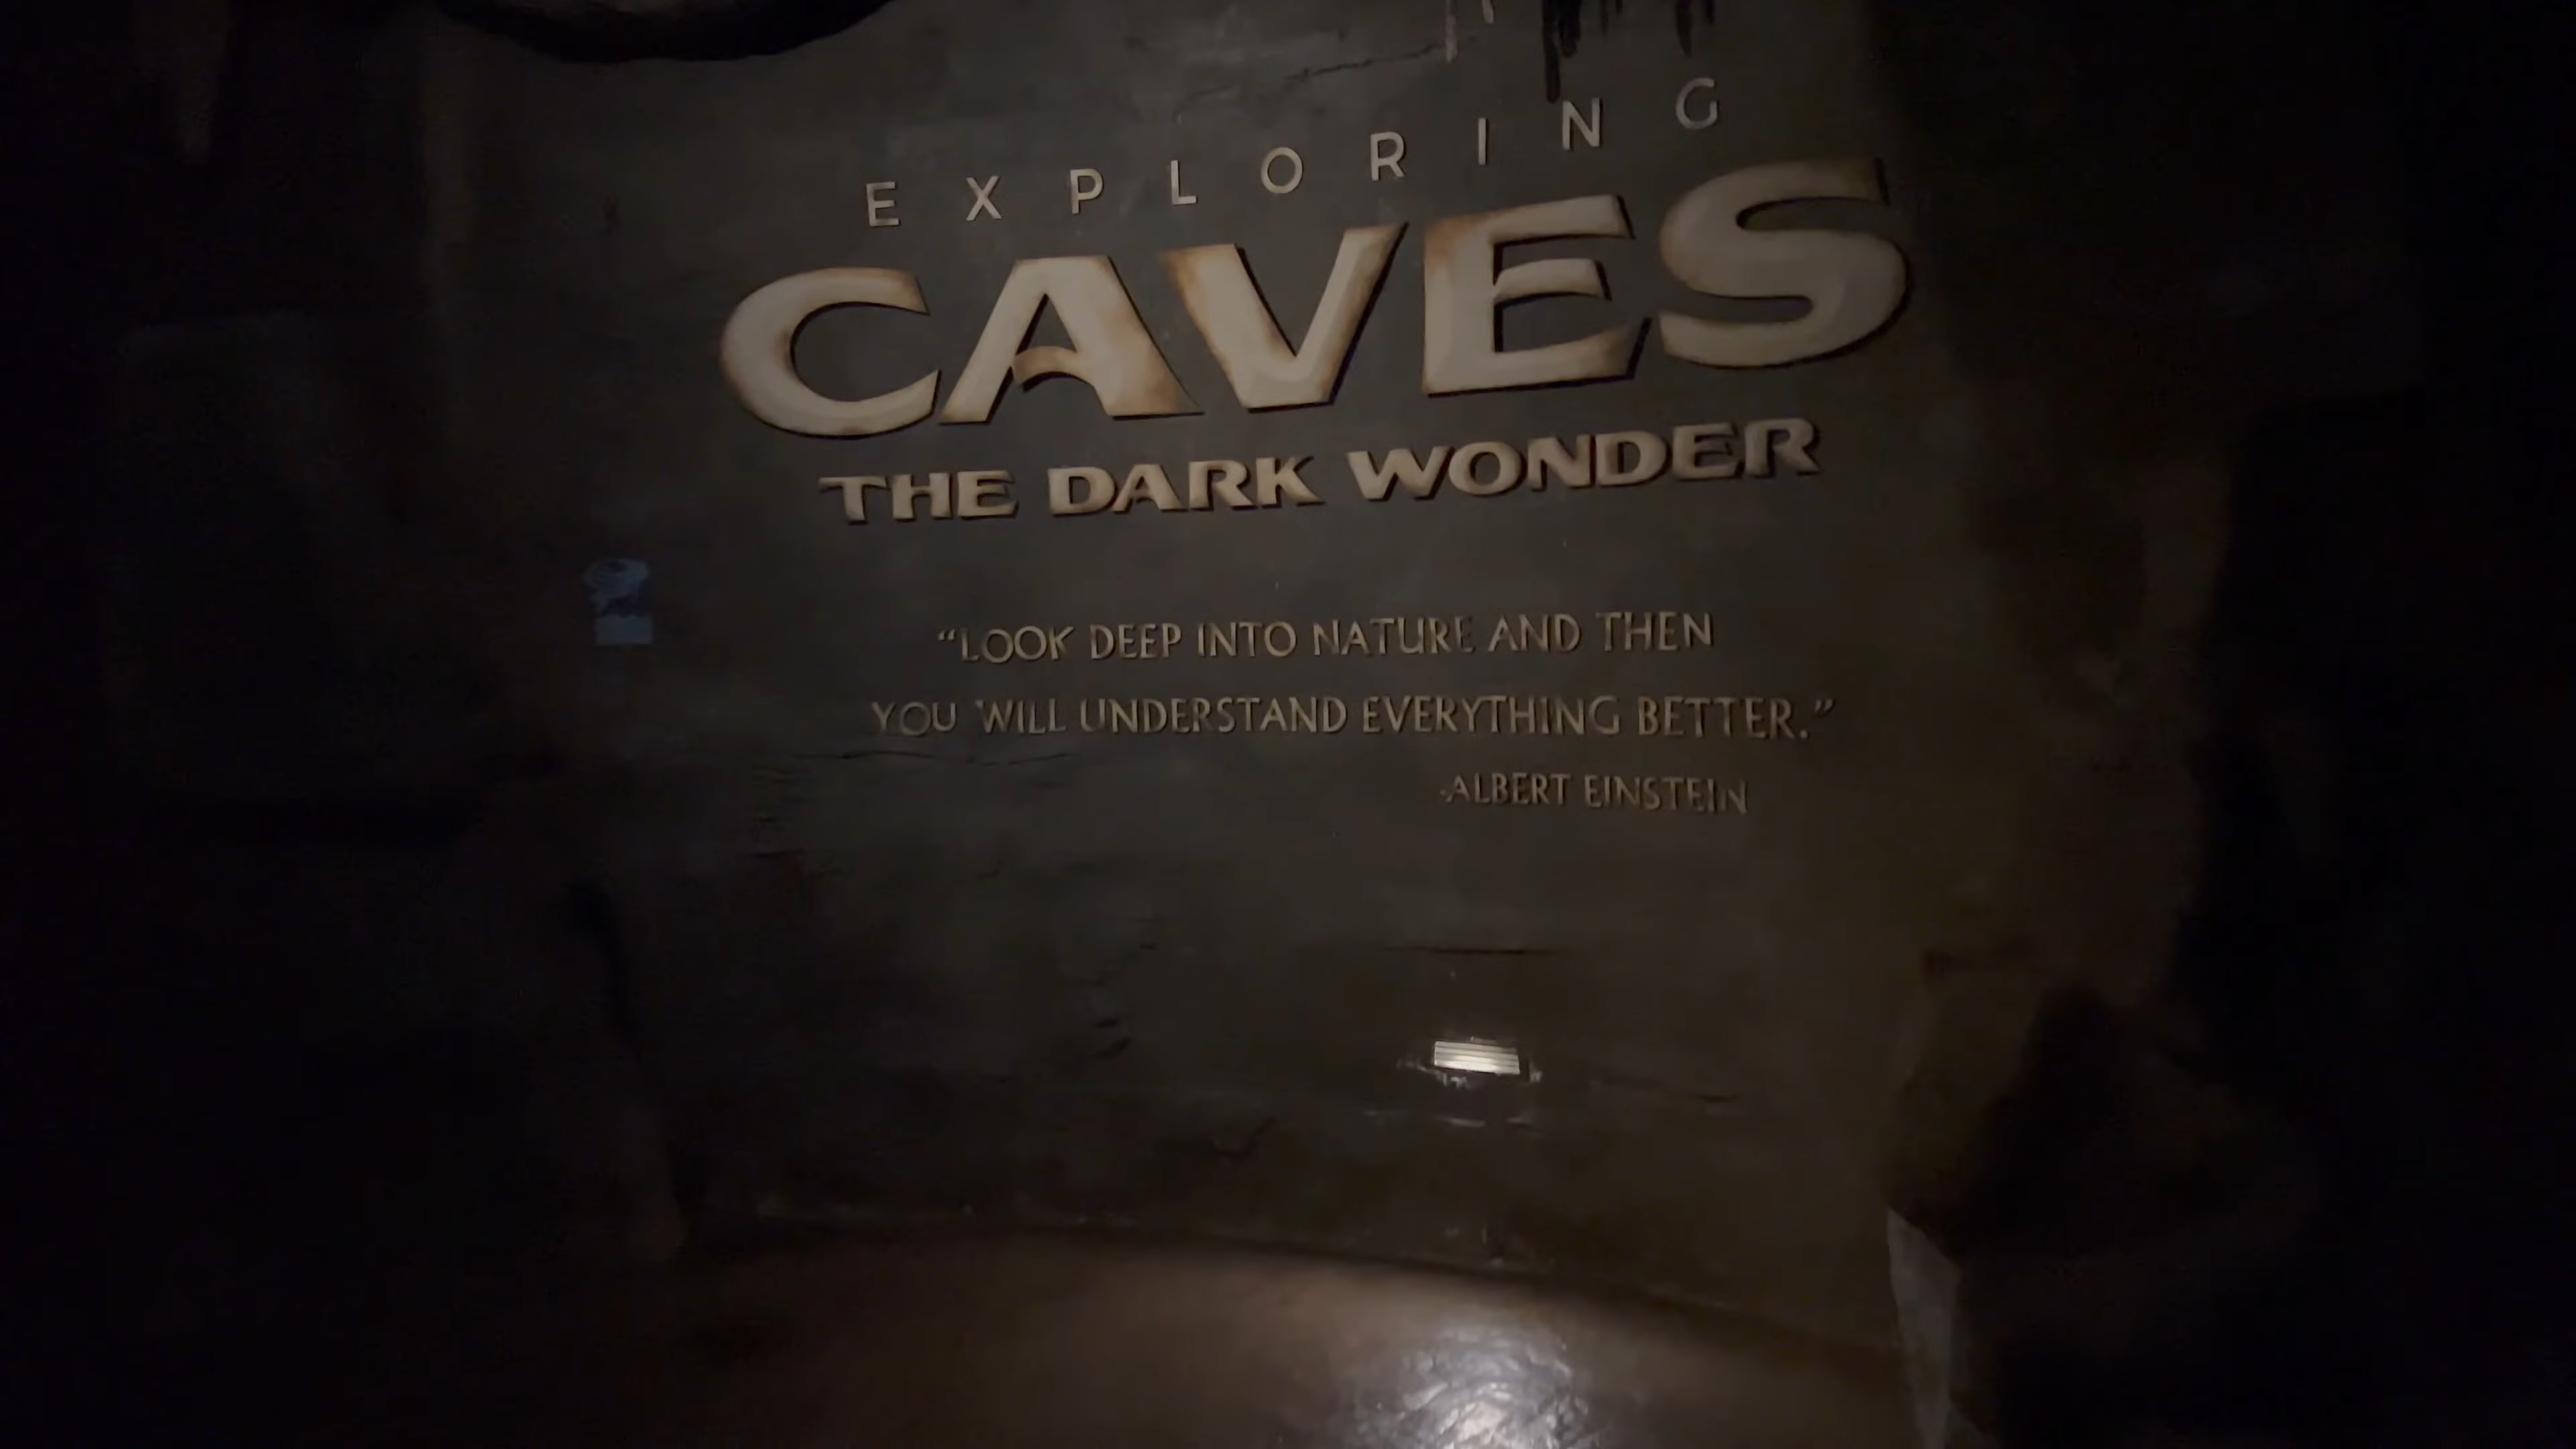 EXPLORING
CAVES
THE DARK WONDER
“LOOK DEEP INTO NATURE AND THEN
YOU WILL UNDERSTAND EVERYTHING BETTER.”
-ALBERT EINSTEIN